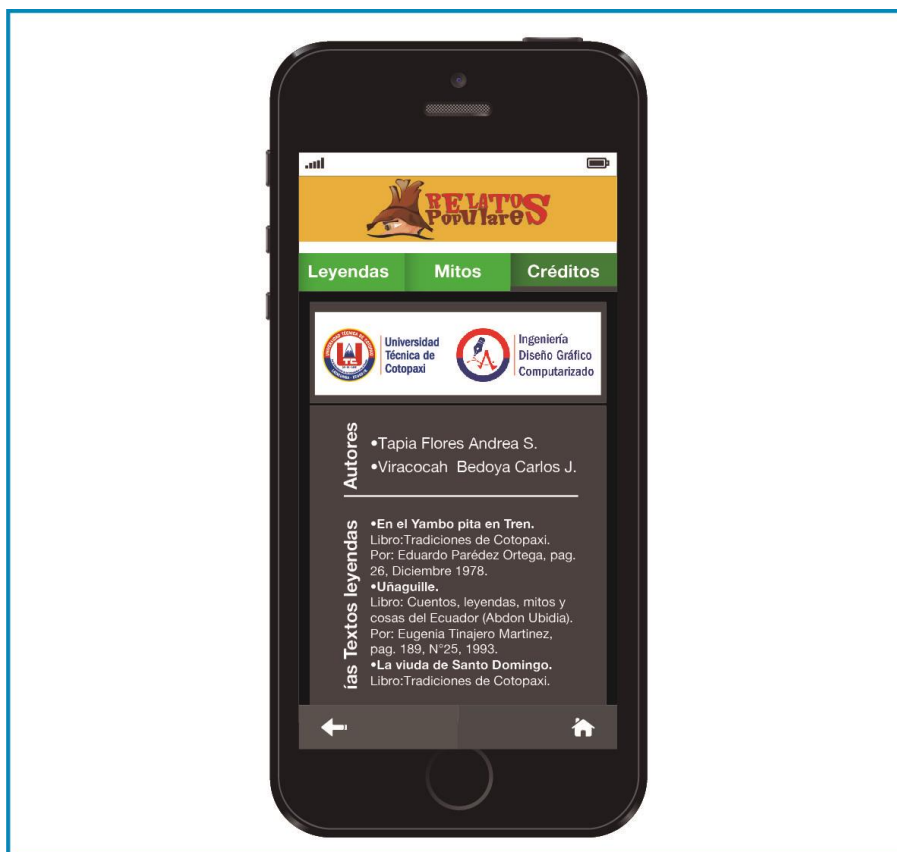 RELATOS
POPULares
Leyendas Mitos Créditos
Universidad
Técnica de
Cotopaxi
Ingeniería
Diseño Gráfico
Computarizado
Autores
•Tapia Flores Andrea S.
•Viracocah Bedoya Carlos J.
ías Textos leyendas
•En el Yambo pita en Tren.
Libro:Tradiciones de Cotopaxi.
Por: Eduardo Parédez Ortega, pag.
26, Diciembre 1978.
•Uñaguille.
Libro: Cuentos, leyendas, mitos y
cosas del Ecuador (Abdon Ubidia).
Por: Eugenia Tinajero Martinez,
pag. 189, N°25, 1993.
•La viuda de Santo Domingo.
Libro:Tradiciones de Cotopaxi.